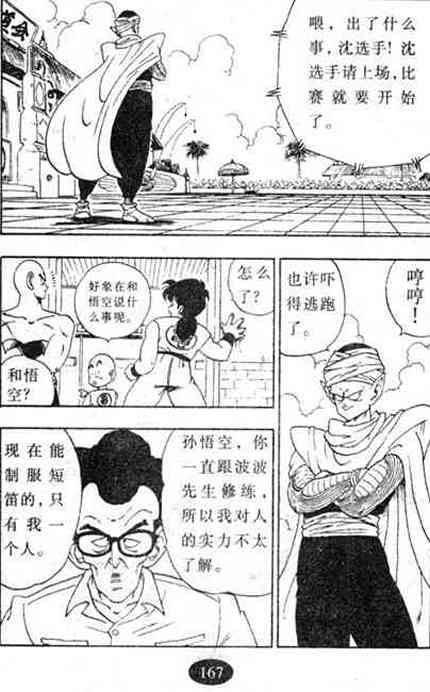 喂，出了什么
事，沈选手！沈
选手请上场，比
赛就要开始
了。
哼
哼！
也许吓
得逃跑
了。
怎么
了？
好象在和
悟空说什
么事呢。
和悟
空？
孙悟空，你
一直跟波波
先生修练，
所以我对人
的实力不太
了解。
现在能
制服短
笛的，只
有我一
个人。
167